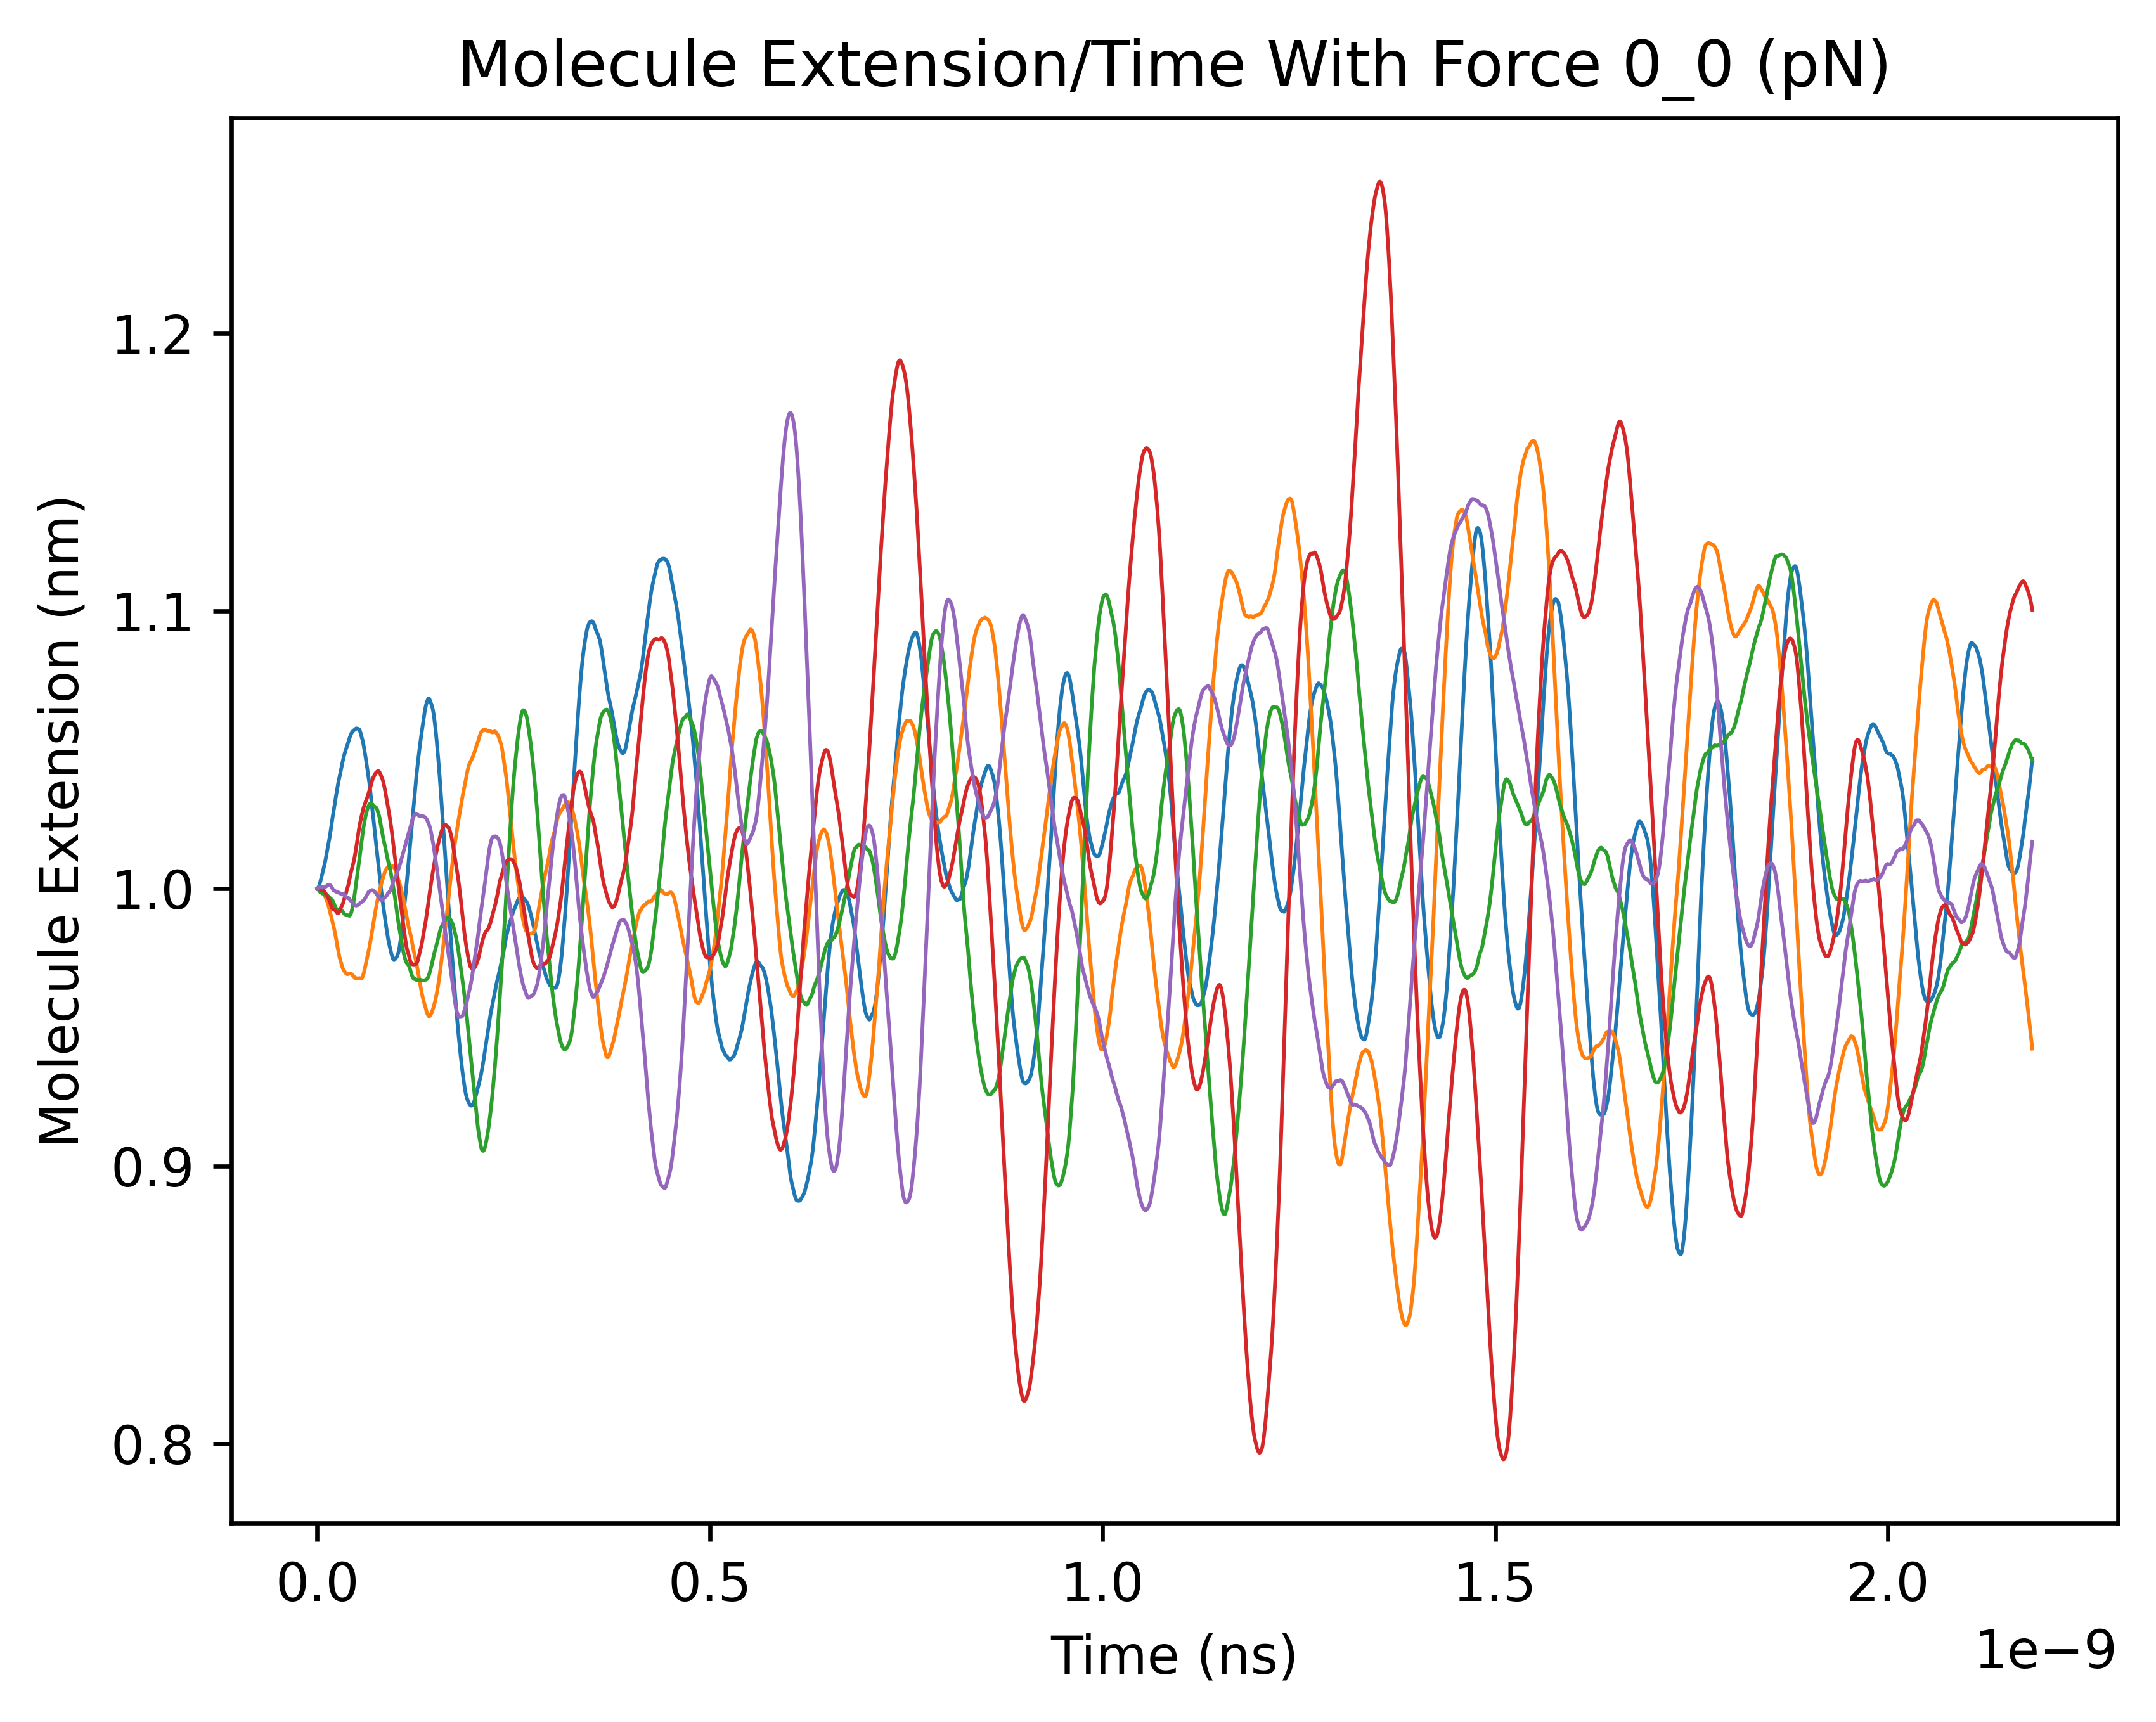 Molecule Extension/Time With Force 0_0 (pN)
Molecule Extension (nm)
1.2
1.1
1.0
0.9
0.8
0.0 0.5 1.0 1.5 2.0
Time (ns)
1e−9